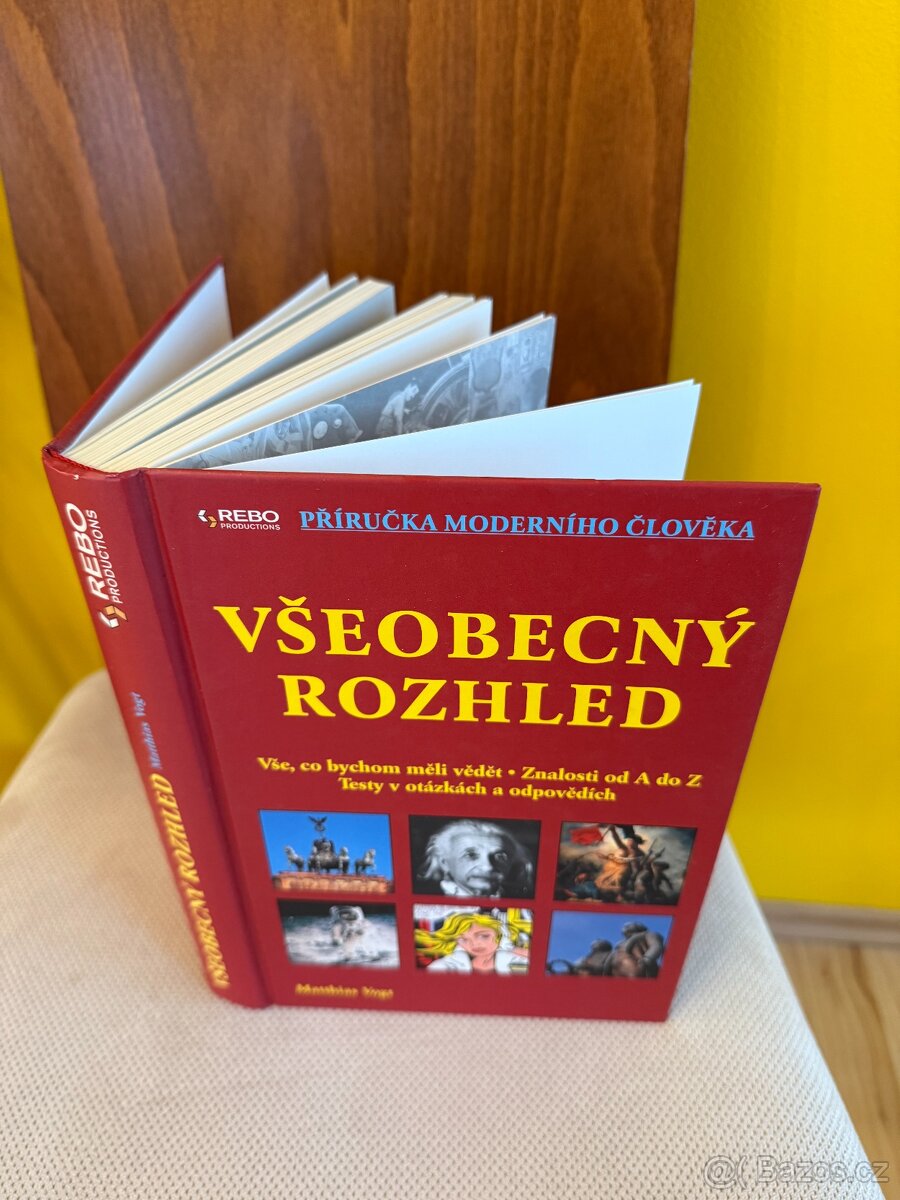 REBO
PRODUCTIONS
PŘÍRUČKA MODERNÍHO ČLOVĚKA
VŠEOBECNÝ
ROZHLED
Vše, co bychom měli vědět • Znalosti od A do Z
Testy v otázkách a odpovědích
Matthias Vogt
REBO
PRODUCTIONS
Matthias Vogt
VŠEOBECNÝ ROZHLED
@( Bazos.cz